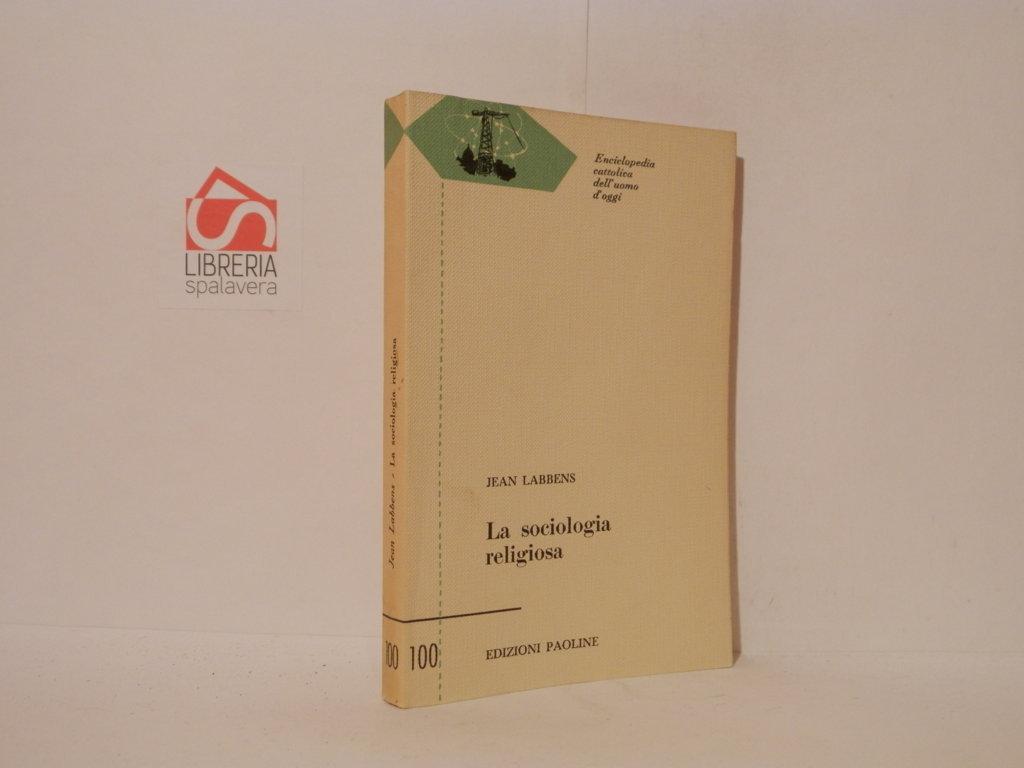 LIBRERIA
spalavera
Enciclopedia
cattolica
dell'uomo
d'oggi
JEAN LABBENS
La sociologia
religiosa
100
EDIZIONI PAOLINE
Jean Labbens - La sociologia religiosa
100